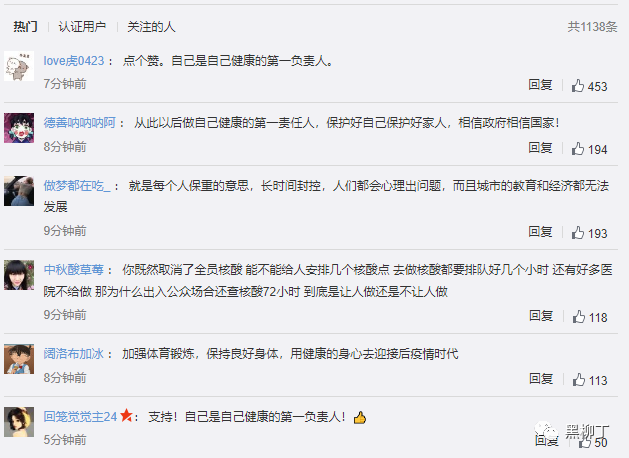 热门 | 认证用户 | 关注的人 共1138条
love虎0423： 点个赞。自己是自己健康的第一负责人。
7分钟前 回复 453
德善呐呐呐阿： 从此以后做自己健康的第一责任人，保护好自己保护好家人，相信政府相信国家！
8分钟前 回复 194
做梦都在吃_： 就是每个人保重的意思，长时间封控，人们都会心理出问题，而且城市的教育和经济都无法
发展
9分钟前 回复 193
中秋酸草莓： 你既然取消了全员核酸 能不能给人安排几个核酸点 去做核酸都要排队好几个小时 还有好多医
院不给做 那为什么出入公众场合还查核酸72小时 到底是让人做还是不让人做
9分钟前 回复 118
阔洛布加冰： 加强体育锻炼，保持良好身体，用健康的身心去迎接后疫情时代
8分钟前 回复 113
回笼觉觉主24： 支持！自己是自己健康的第一负责人！👍
5分钟前 回复 50
黑柳丁